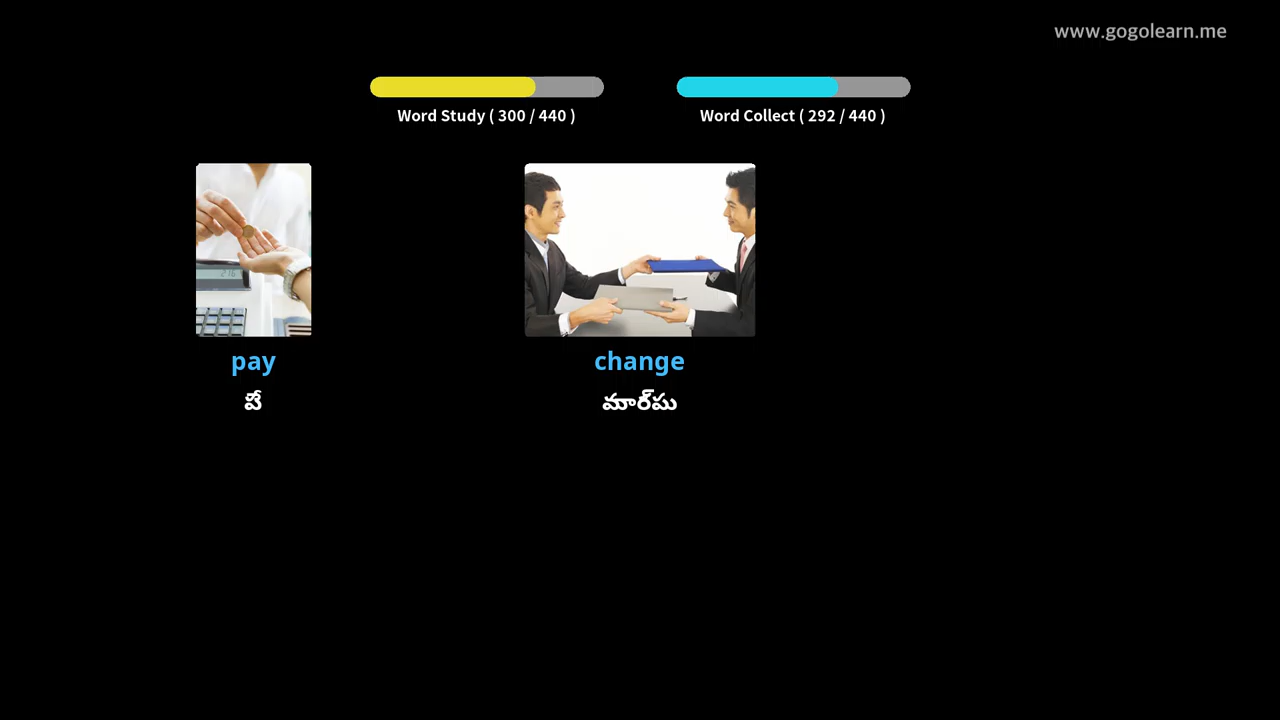 www.gogolearn.me
Word Study ( 300 / 440 )
Word Collect ( 292 / 440 )
pay
change
పే
మార్పు